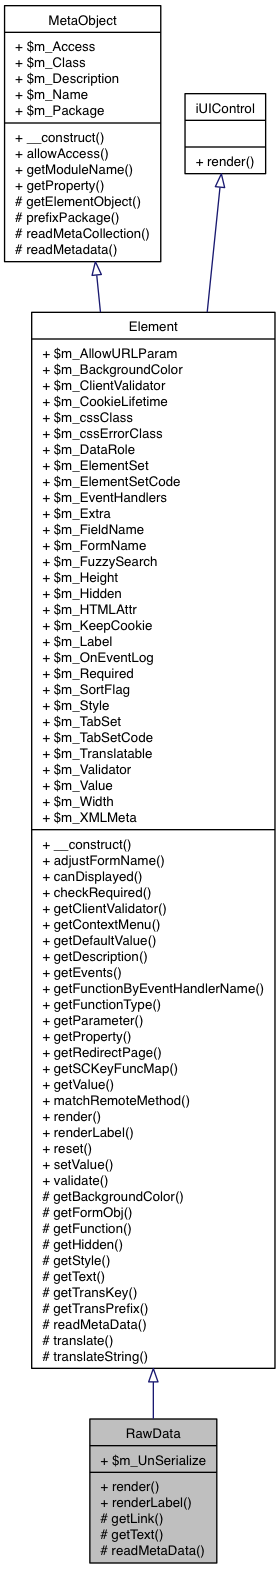 MetaObject
+ $m_Access
+ $m_Class
+ $m_Description
+ $m_Name
+ $m_Package
+ __construct()
+ allowAccess()
+ getModuleName()
+ getProperty()
# getElementObject()
# prefixPackage()
# readMetaCollection()
# readMetadata()
iUIControl
+ render()
Element
+ $m_AllowURLParam
+ $m_BackgroundColor
+ $m_ClientValidator
+ $m_CookieLifetime
+ $m_cssClass
+ $m_cssErrorClass
+ $m_DataRole
+ $m_ElementSet
+ $m_ElementSetCode
+ $m_EventHandlers
+ $m_Extra
+ $m_FieldName
+ $m_FormName
+ $m_FuzzySearch
+ $m_Height
+ $m_Hidden
+ $m_HTMLAttr
+ $m_KeepCookie
+ $m_Label
+ $m_OnEventLog
+ $m_Required
+ $m_SortFlag
+ $m_Style
+ $m_TabSet
+ $m_TabSetCode
+ $m_Translatable
+ $m_Validator
+ $m_Value
+ $m_Width
+ $m_XMLMeta
+ __construct()
+ adjustFormName()
+ canDisplayed()
+ checkRequired()
+ getClientValidator()
+ getContextMenu()
+ getDefaultValue()
+ getDescription()
+ getEvents()
+ getFunctionByEventHandlerName()
+ getFunctionType()
+ getParameter()
+ getProperty()
+ getRedirectPage()
+ getSCKeyFuncMap()
+ getValue()
+ matchRemoteMethod()
+ render()
+ renderLabel()
+ reset()
+ setValue()
+ validate()
# getBackgroundColor()
# getFormObj()
# getFunction()
# getHidden()
# getStyle()
# getText()
# getTransKey()
# getTransPrefix()
# readMetaData()
# translate()
# translateString()
RawData
+ $m_UnSerialize
+ render()
+ renderLabel()
# getLink()
# getText()
# readMetaData()